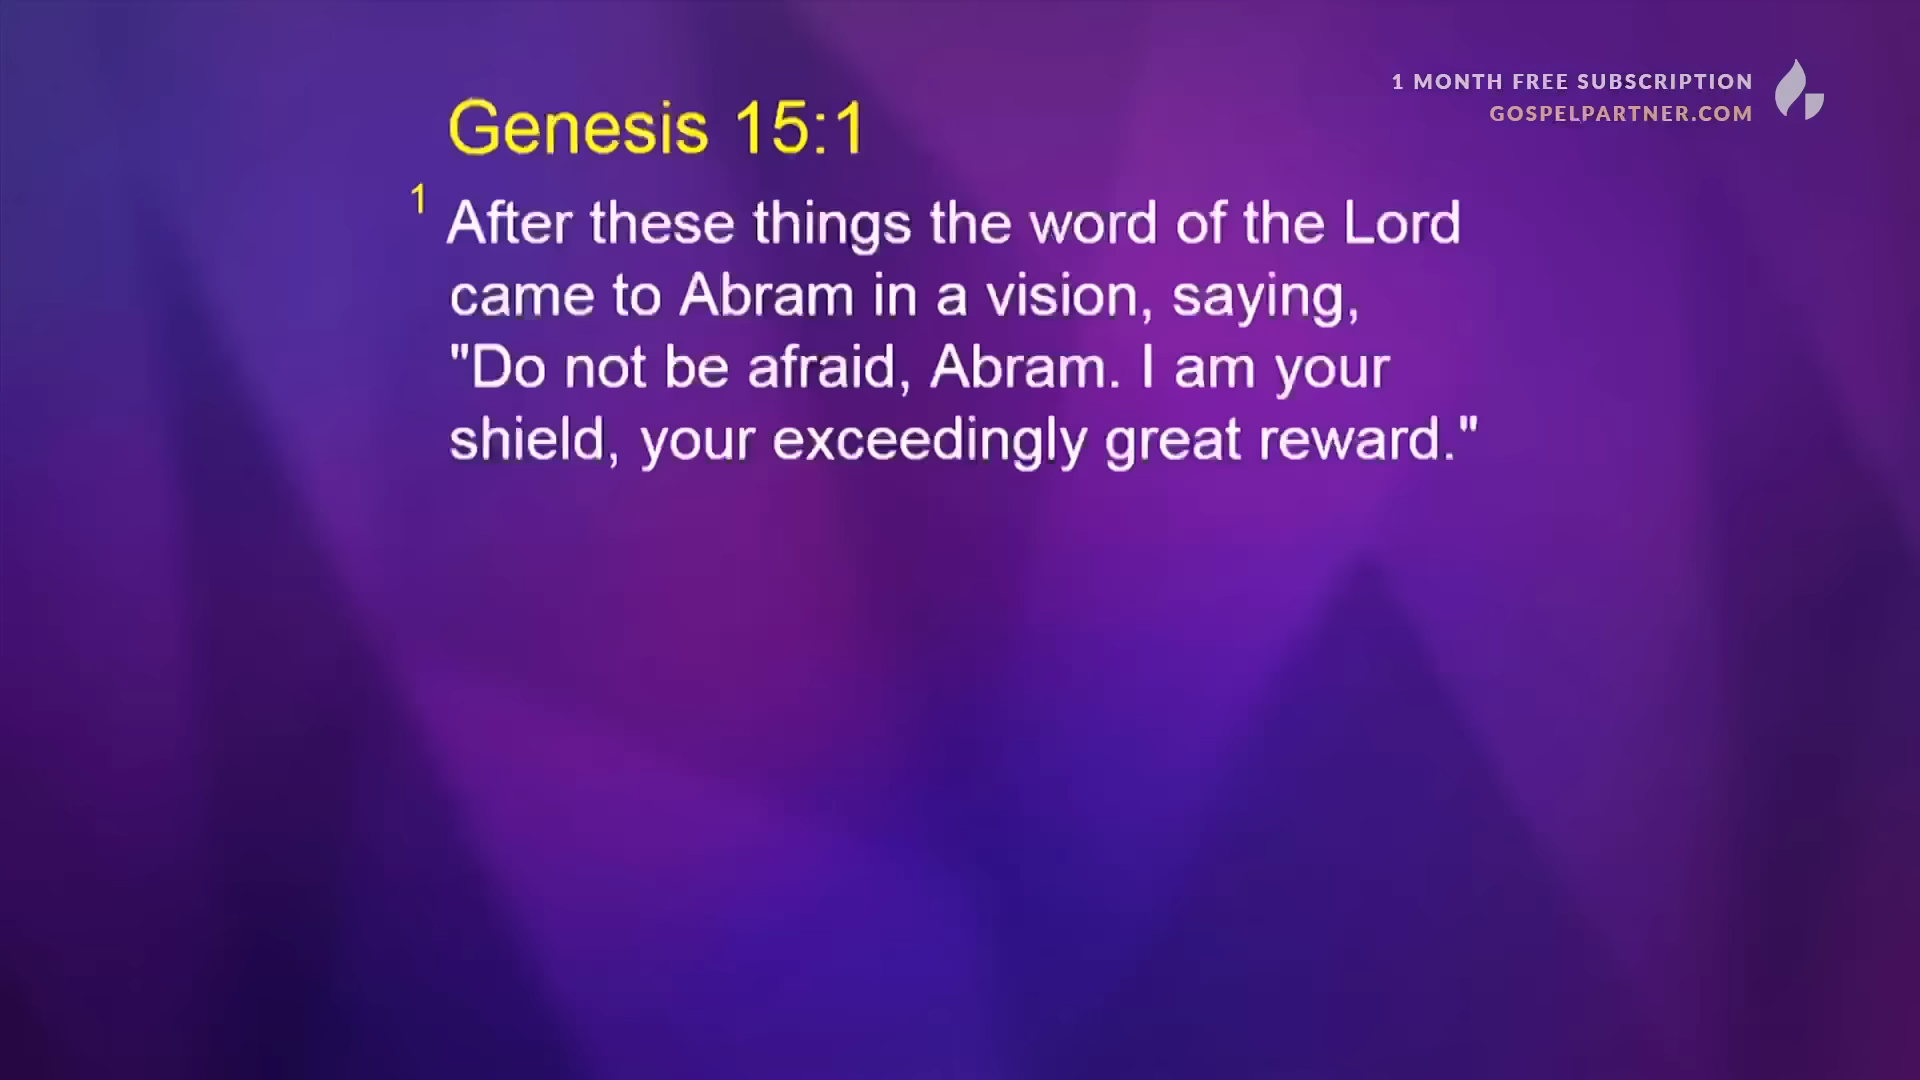 1 MONTH FREE SUBSCRIPTION
GOSPELPARTNER.COM
Genesis 15:1
1 After these things the word of the Lord
came to Abram in a vision, saying,
"Do not be afraid, Abram. I am your
shield, your exceedingly great reward."